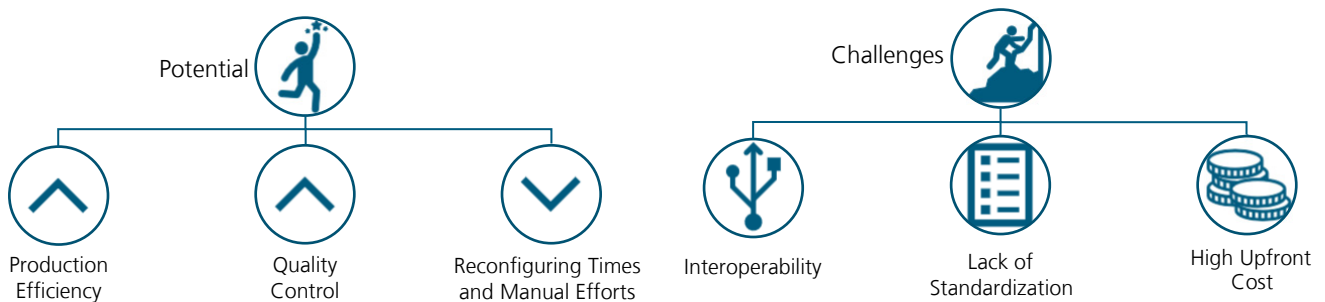 Potential
Production
Efficiency
Quality
Control
Reconfiguring Times
and Manual Efforts
Challenges
Interoperability
Lack of
Standardization
High Upfront
Cost